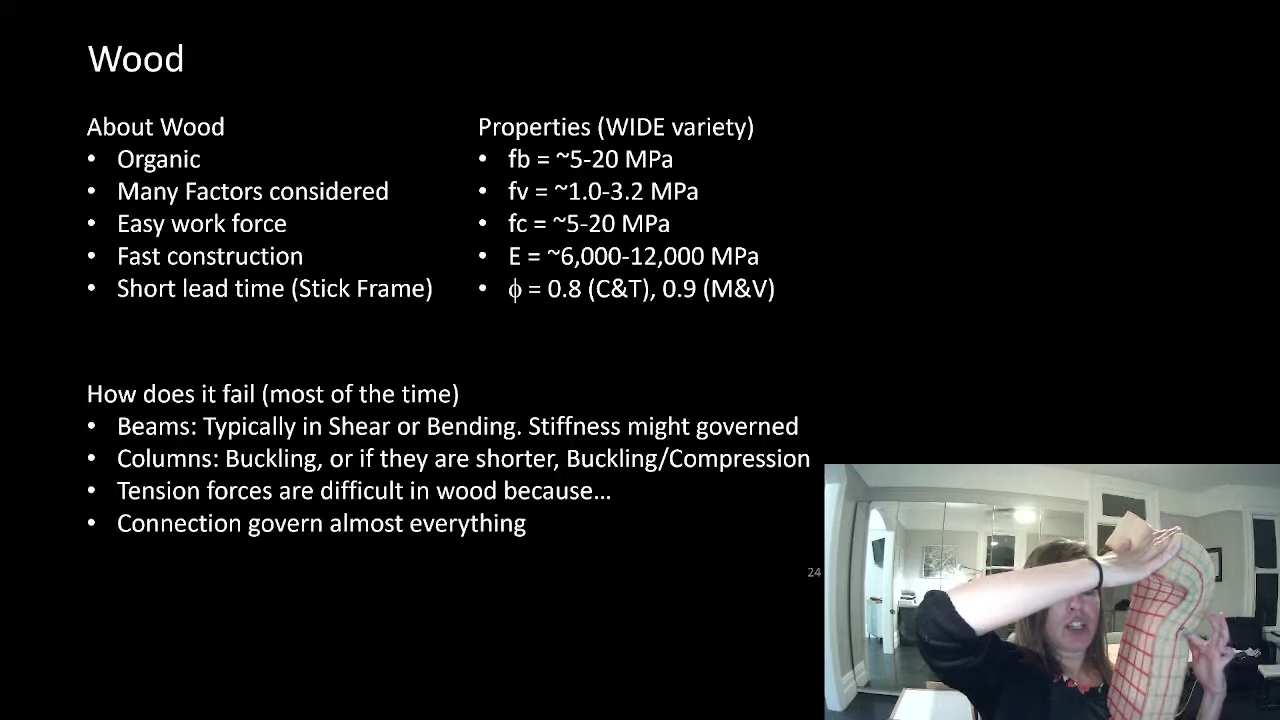 Wood
About Wood
• Organic
• Many Factors considered
• Easy work force
• Fast construction
• Short lead time (Stick Frame)
Properties (WIDE variety)
• fb = ~5-20 MPa
• fv = ~1.0-3.2 MPa
• fc = ~5-20 MPa
• E = ~6,000-12,000 MPa
• ϕ = 0.8 (C&T), 0.9 (M&V)
How does it fail (most of the time)
• Beams: Typically in Shear or Bending. Stiffness might governed
• Columns: Buckling, or if they are shorter, Buckling/Compression
• Tension forces are difficult in wood because…
• Connection govern almost everything
24